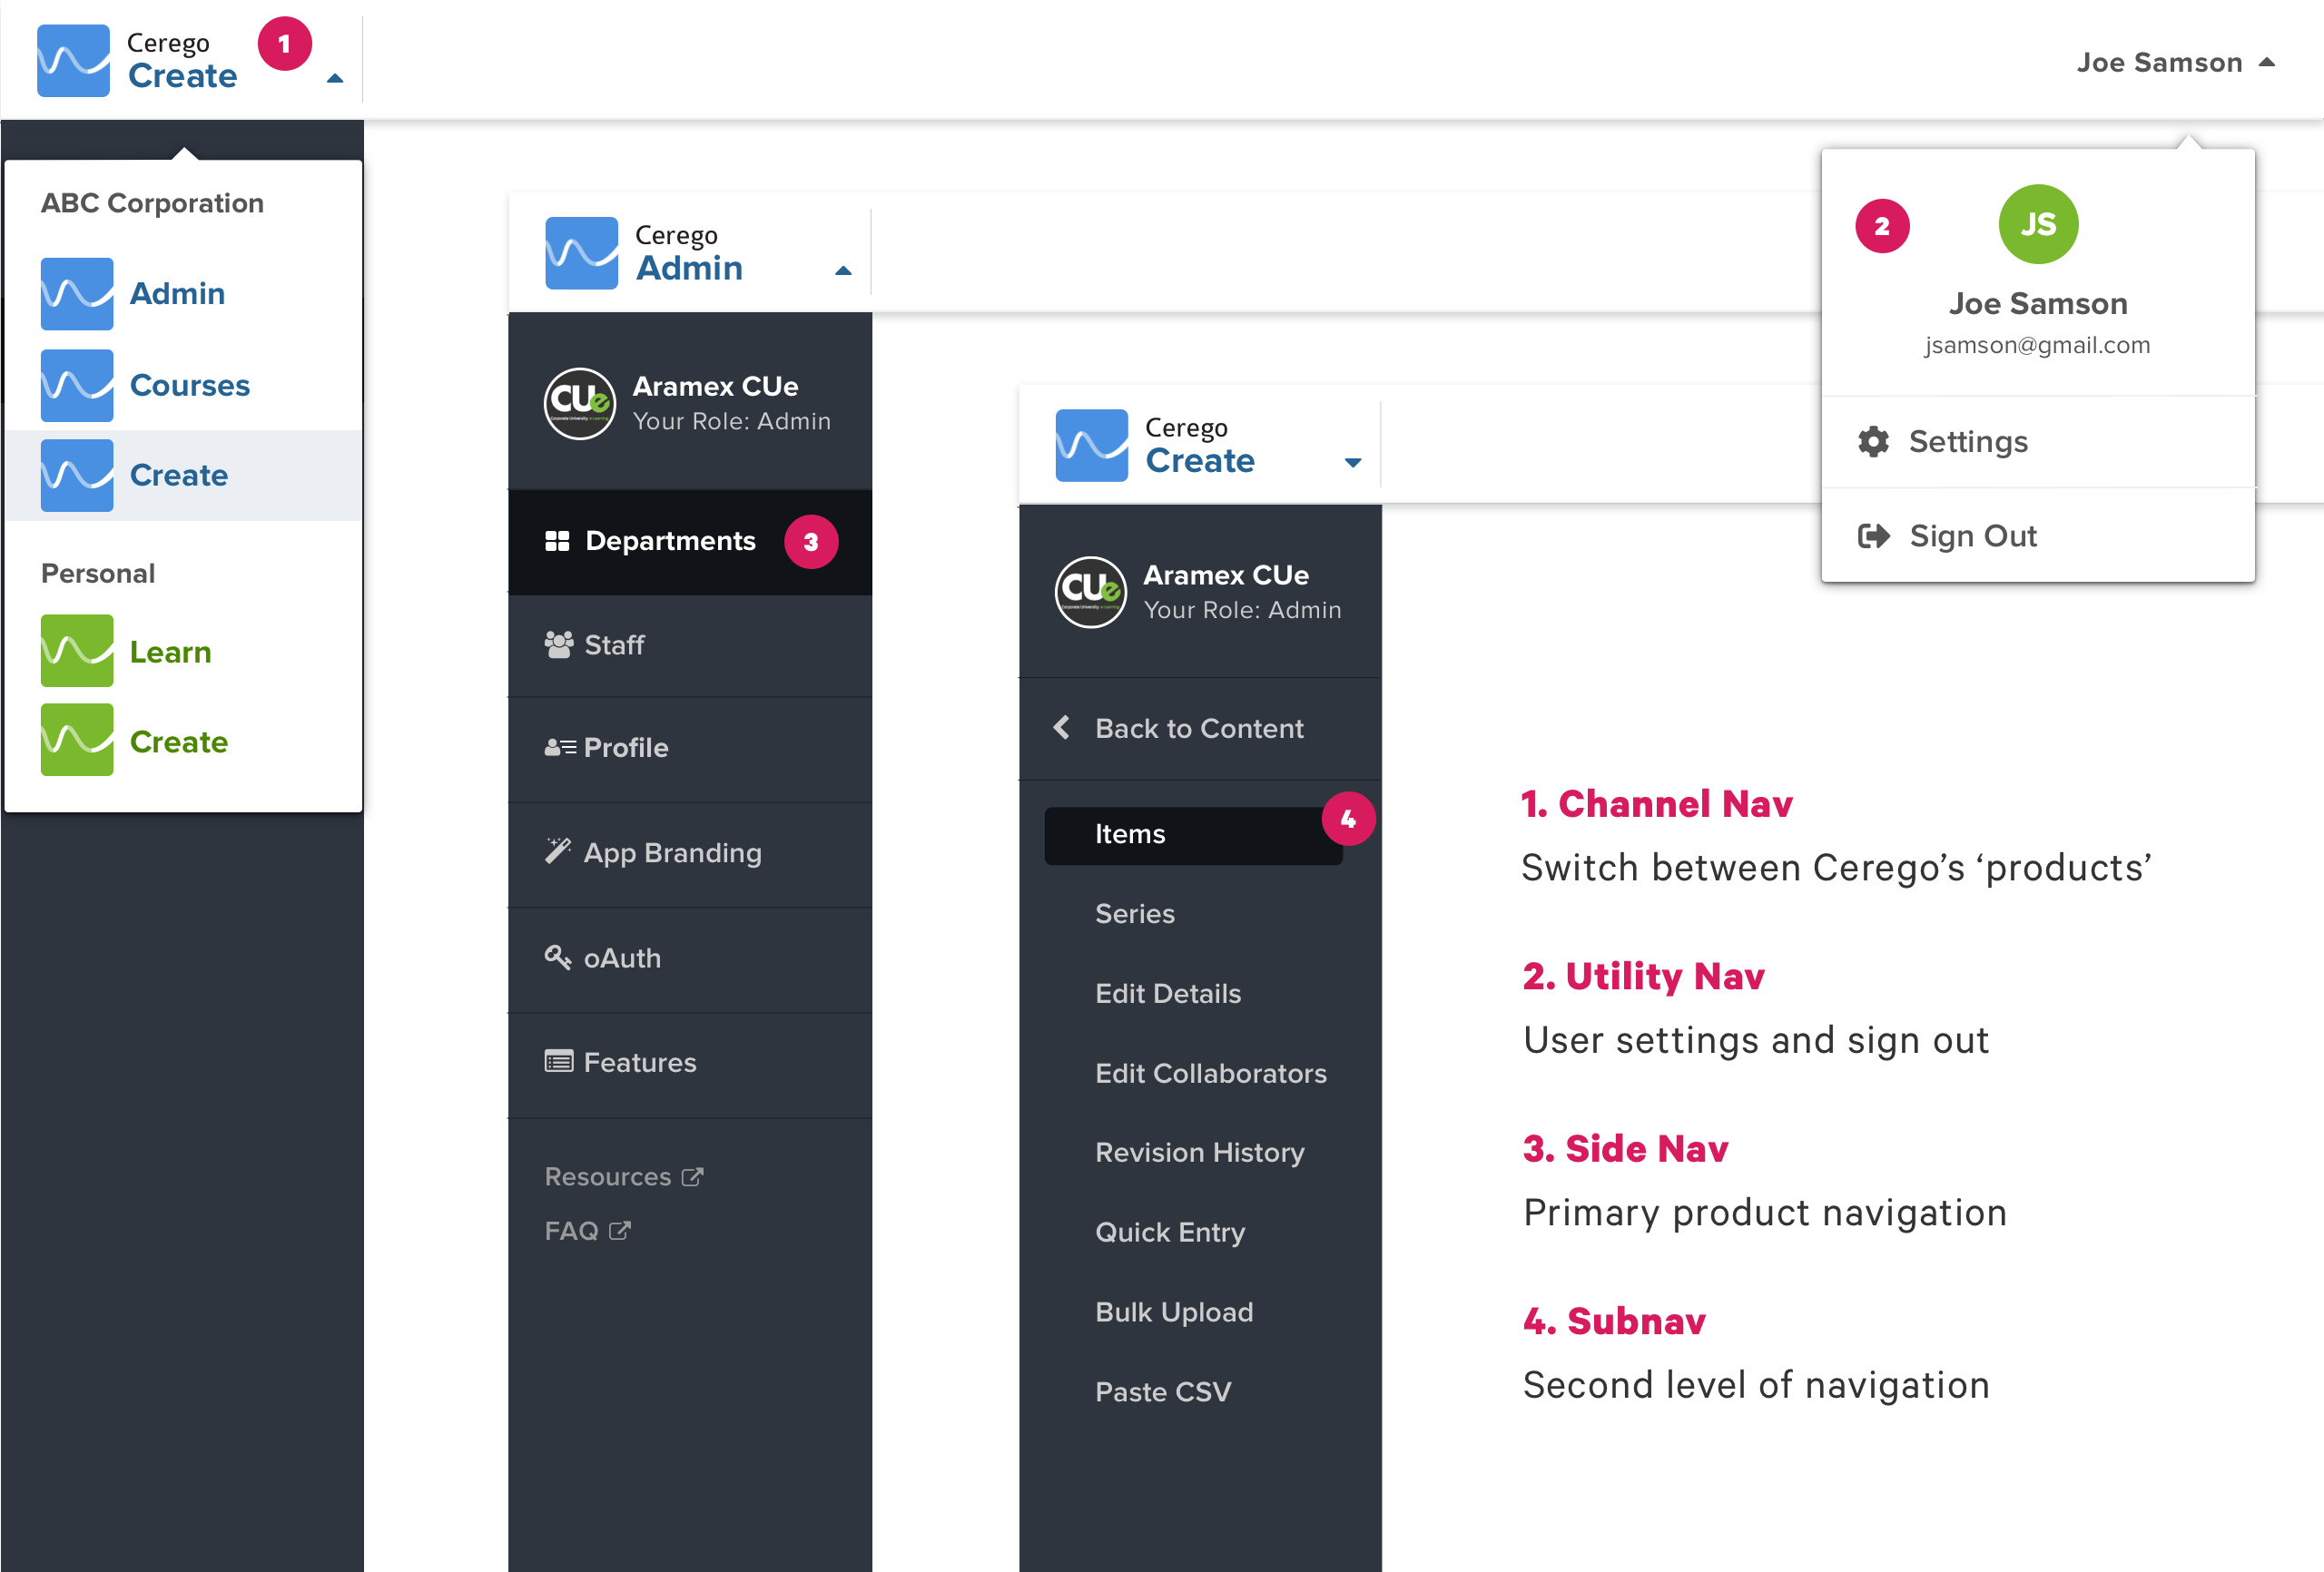 Cerego
Create
1
Joe Samson
ABC Corporation
Admin
Courses
Create
Personal
Learn
Create
Cerego
Admin
CUe
Aramex CUe
Your Role: Admin
Departments
3
Staff
Profile
App Branding
oAuth
Features
Resources
FAQ
Cerego
Create
CUe
Aramex CUe
Your Role: Admin
Back to Content
Items
4
Series
Edit Details
Edit Collaborators
Revision History
Quick Entry
Bulk Upload
Paste CSV
2
JS
Joe Samson
jsamson@gmail.com
Settings
Sign Out
1. Channel Nav
Switch between Cerego’s ‘products’
2. Utility Nav
User settings and sign out
3. Side Nav
Primary product navigation
4. Subnav
Second level of navigation